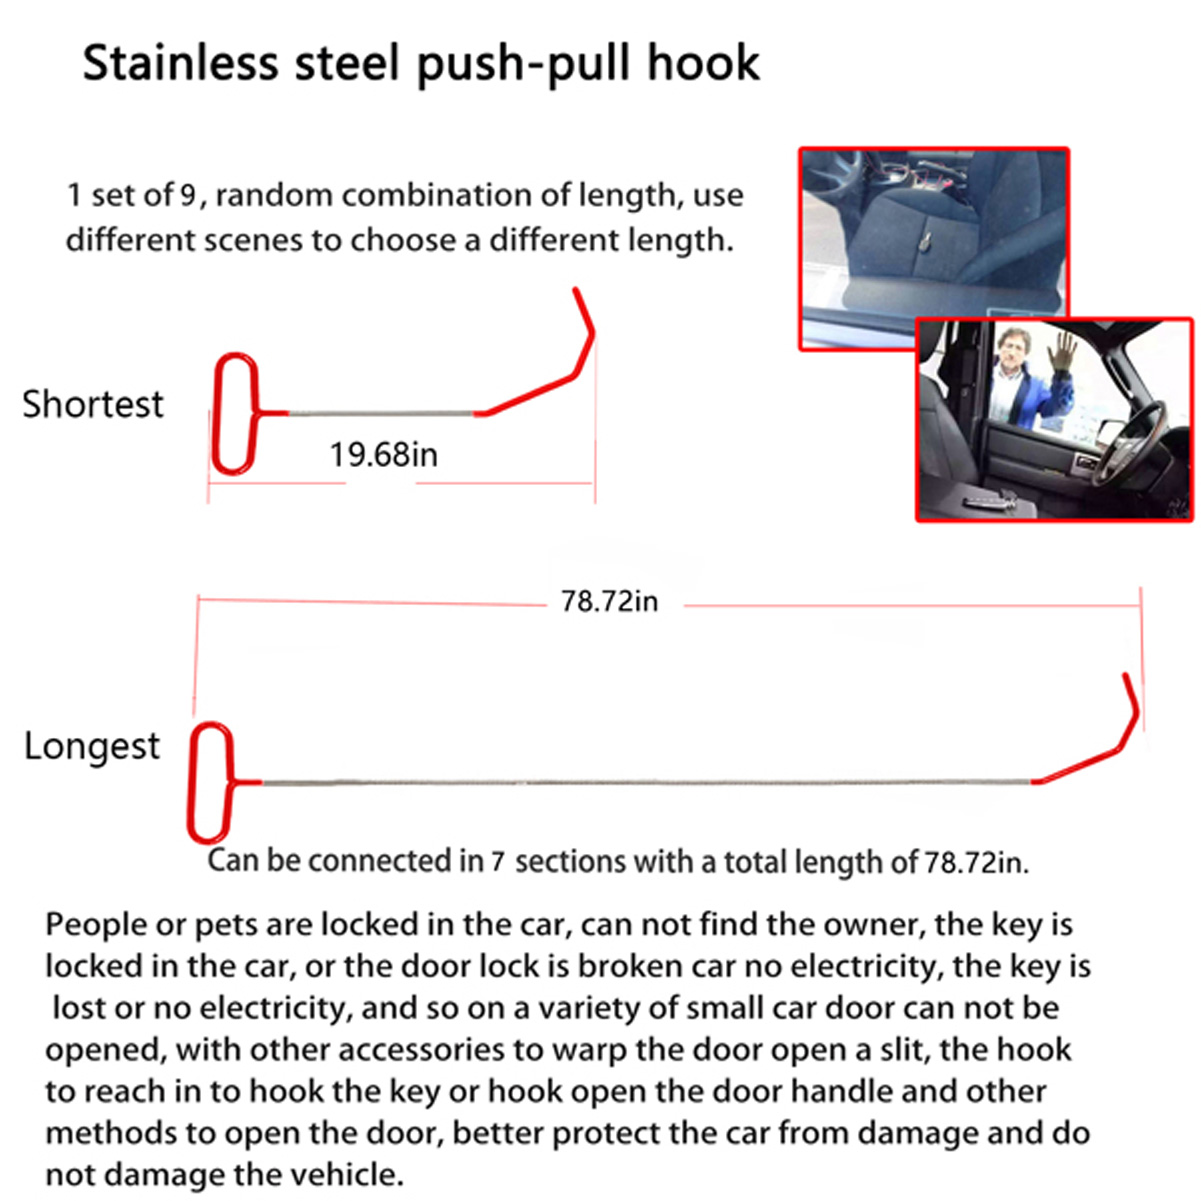 Stainless steel push-pull hook
1 set of 9, random combination of length, use
different scenes to choose a different length.
Shortest
19.68in
78.72in
Longest
Can be connected in 7 sections with a total length of 78.72in.
People or pets are locked in the car, can not find the owner, the key is
locked in the car, or the door lock is broken car no electricity, the key is
lost or no electricity, and so on a variety of small car door can not be
opened, with other accessories to warp the door open a slit, the hook
to reach in to hook the key or hook open the door handle and other
methods to open the door, better protect the car from damage and do
not damage the vehicle.